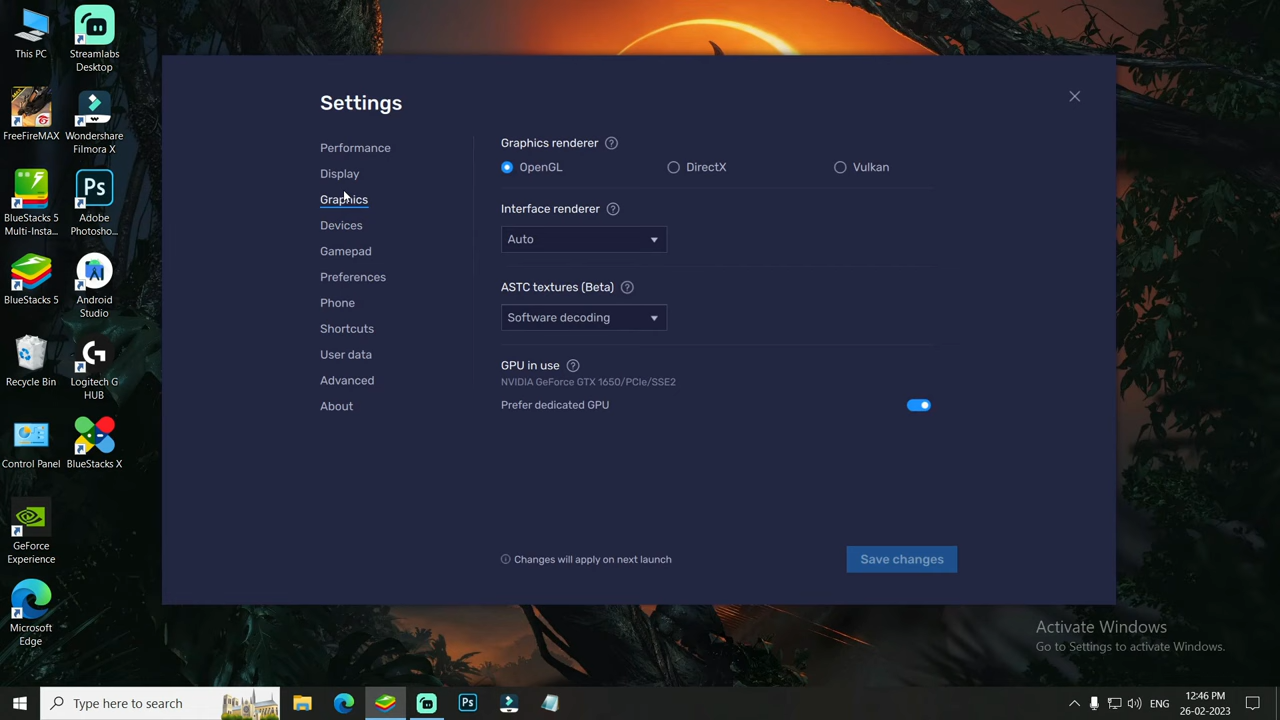 This PC
Streamlabs
Desktop
FreeFireMAX
Wondershare
Filmora X
BlueStacks 5
Multi-Insta...
Adobe
Photosho...
BlueStacks 5
Android
Studio
Recycle Bin
Logitech G
HUB
Control Panel
BlueStacks X
GeForce
Experience
Microsoft
Edge
Settings
Performance
Display
Graphics
Devices
Gamepad
Preferences
Phone
Shortcuts
User data
Advanced
About
Graphics renderer ?
OpenGL DirectX Vulkan
Interface renderer ?
Auto
ASTC textures (Beta) ?
Software decoding
GPU in use ?
NVIDIA GeForce GTX 1650/PCIe/SSE2
Prefer dedicated GPU
Changes will apply on next launch
Save changes
Activate Windows
Go to Settings to activate Windows.
Type here to search
Ps
ENG
12:46 PM
26-02-2023